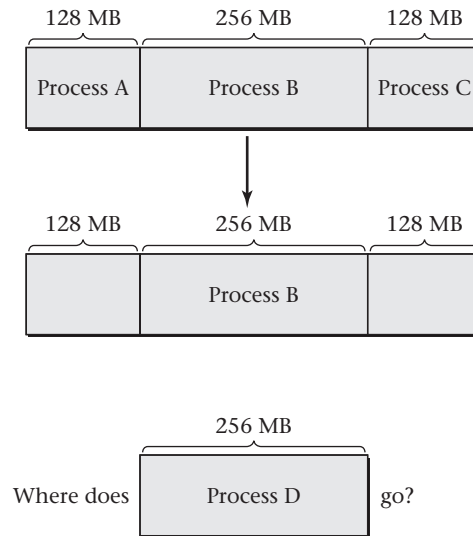 128 MB 256 MB 128 MB
Process A Process B Process C
128 MB 256 MB 128 MB
Process B
256 MB
Where does Process D go?